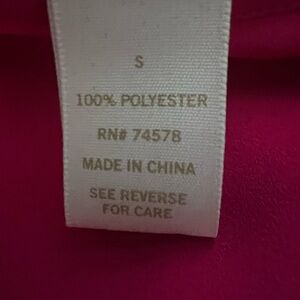 S
100% POLYESTER
RN# 74578
MADE IN CHINA
SEE REVERSE
FOR CARE